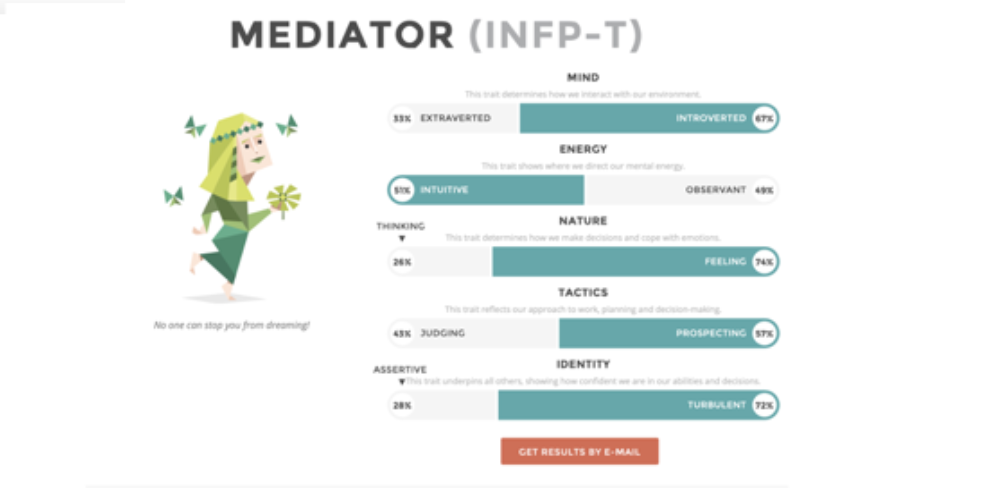 MEDIATOR (INFP-T)
MIND
This trait determines how we interact with our environment.
33% EXTRAVERTED INTROVERTED 67%
ENERGY
This trait shows where we direct our mental energy.
51% INTUITIVE OBSERVANT 49%
NATURE
THINKING
This trait determines how we make decisions and cope with emotions.
26% FEELING 74%
TACTICS
This trait reflects our approach to work, planning and decision-making.
43% JUDGING PROSPECTING 57%
IDENTITY
ASSERTIVE
This trait underpins all others, showing how confident we are in our abilities and decisions.
28% TURBULENT 72%
GET RESULTS BY E-MAIL
No one can stop you from dreaming!